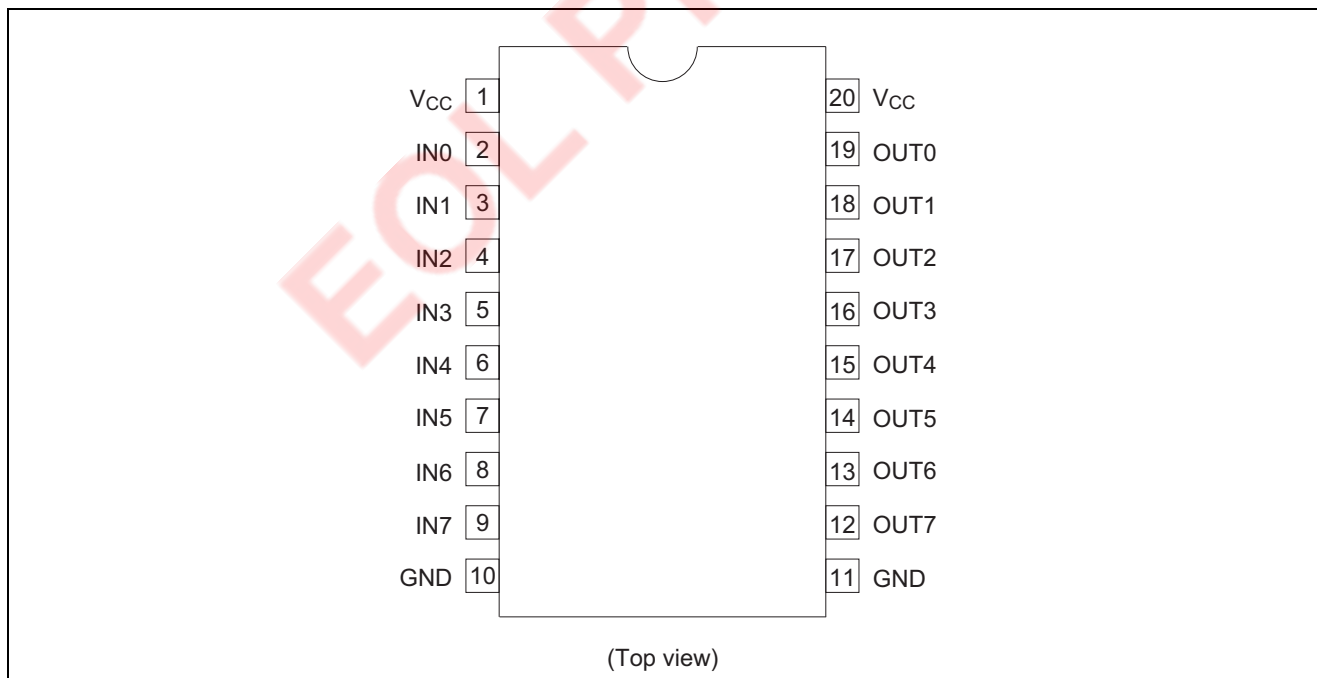 EOL P
VCC 1 20 VCC
IN0 2 19 OUT0
IN1 3 18 OUT1
IN2 4 17 OUT2
IN3 5 16 OUT3
IN4 6 15 OUT4
IN5 7 14 OUT5
IN6 8 13 OUT6
IN7 9 12 OUT7
GND 10 11 GND
(Top view)